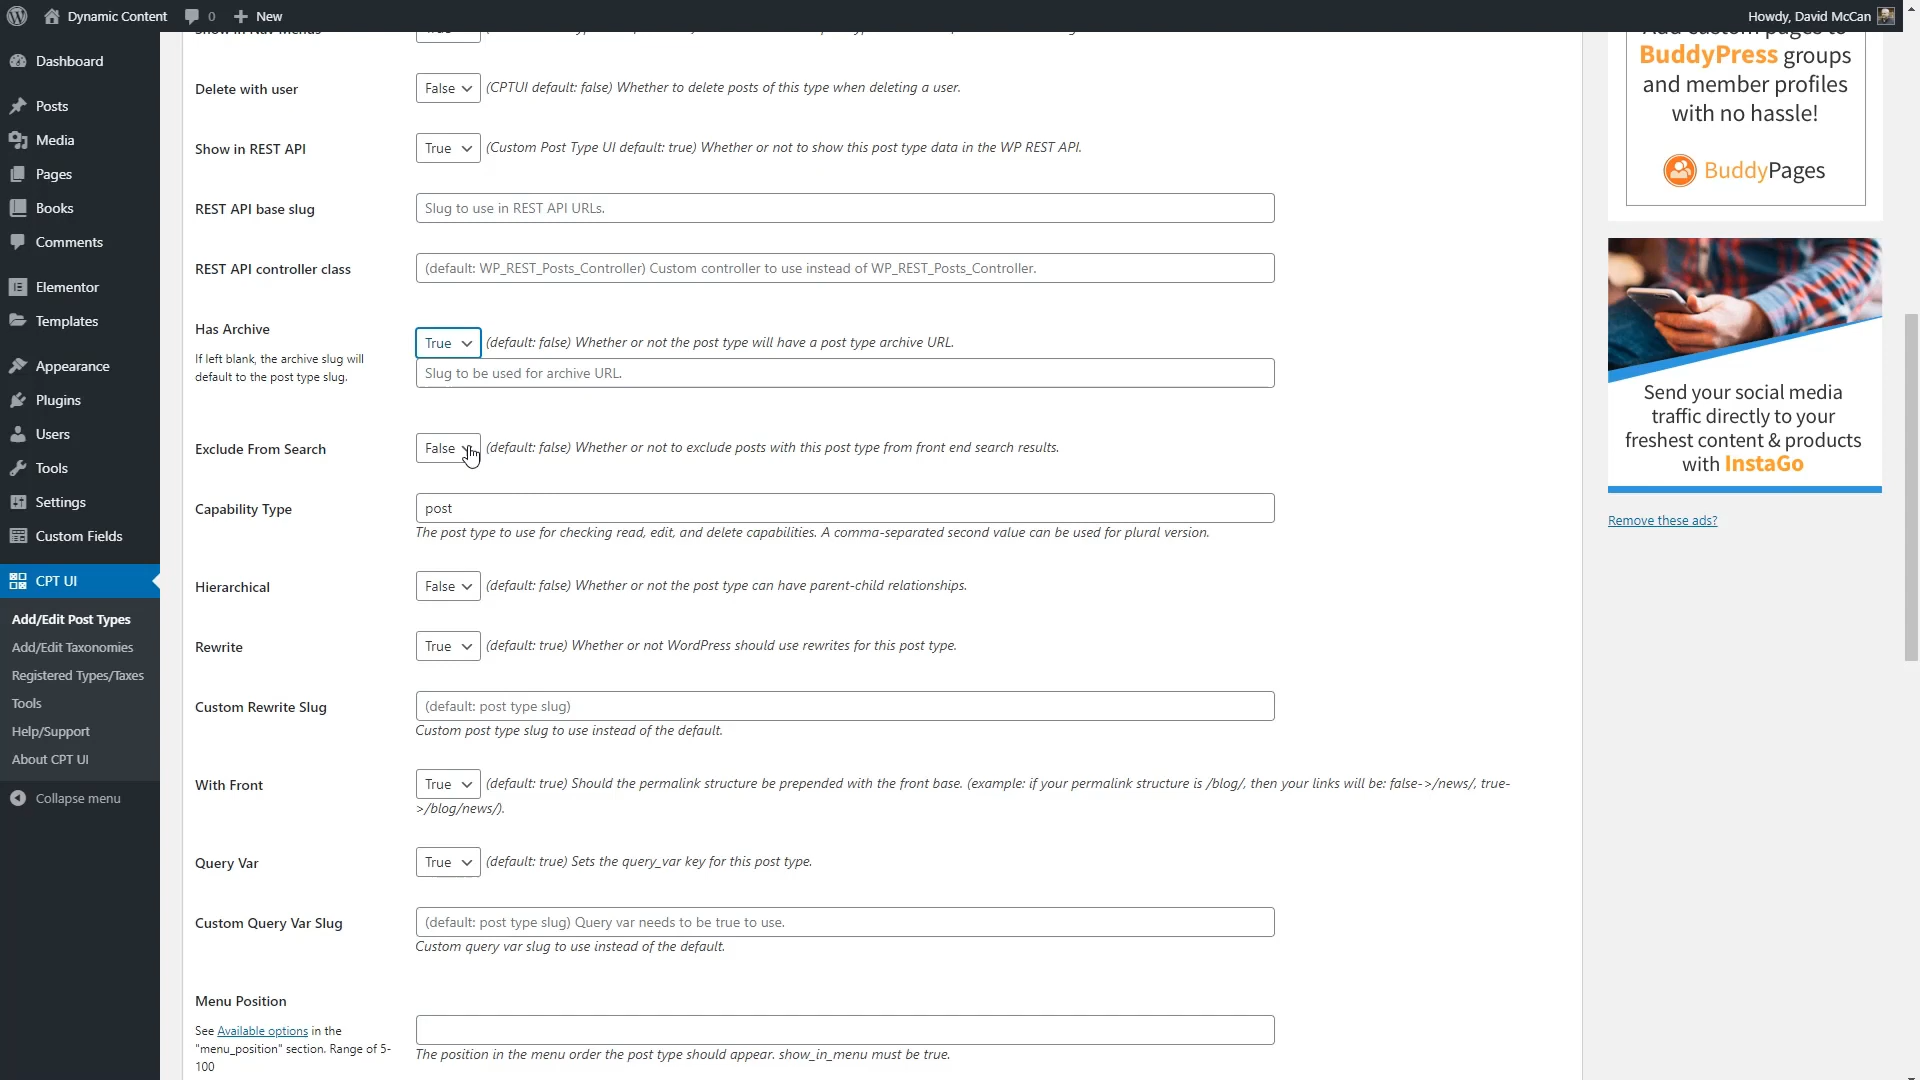 Dynamic Content
0
New
Howdy, David McCan
Dashboard
Posts
Media
Pages
Books
Comments
Elementor
Templates
Appearance
Plugins
Users
Tools
Settings
Custom Fields
CPT UI
Add/Edit Post Types
Add/Edit Taxonomies
Registered Types/Taxes
Tools
Help/Support
About CPT UI
Collapse menu
Delete with user
False
(CPTUI default: false) Whether to delete posts of this type when deleting a user.
Show in REST API
True
(Custom Post Type UI default: true) Whether or not to show this post type data in the WP REST API.
REST API base slug
Slug to use in REST API URLs.
REST API controller class
(default: WP_REST_Posts_Controller) Custom controller to use instead of WP_REST_Posts_Controller.
Has Archive
If left blank, the archive slug will
default to the post type slug.
True
(default: false) Whether or not the post type will have a post type archive URL.
Slug to be used for archive URL.
Exclude From Search
False
(default: false) Whether or not to exclude posts with this post type from front end search results.
Capability Type
post
The post type to use for checking read, edit, and delete capabilities. A comma-separated second value can be used for plural version.
Hierarchical
False
(default: false) Whether or not the post type can have parent-child relationships.
Rewrite
True
(default: true) Whether or not WordPress should use rewrites for this post type.
Custom Rewrite Slug
(default: post type slug)
Custom post type slug to use instead of the default.
With Front
True
(default: true) Should the permalink structure be prepended with the front base. (example: if your permalink structure is /blog/, then your links will be: false->/news/, true-
>/blog/news/).
Query Var
True
(default: true) Sets the query_var key for this post type.
Custom Query Var Slug
(default: post type slug) Query var needs to be true to use.
Custom query var slug to use instead of the default.
Menu Position
See Available options in the
"menu_position" section. Range of 5-
100
The position in the menu order the post type should appear. show_in_menu must be true.
BuddyPress groups
and member profiles
with no hassle!
BuddyPages
Send your social media
traffic directly to your
freshest content & products
with InstaGo
Remove these ads?